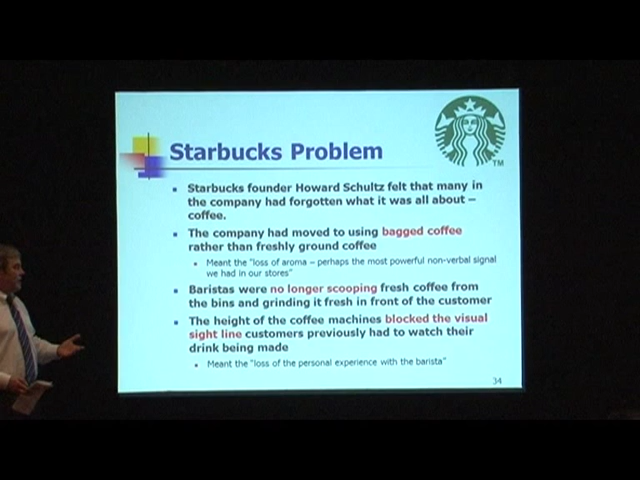 Starbucks Problem
TM
Starbucks founder Howard Schultz felt that many in
the company had forgotten what it was all about –
coffee.
The company had moved to using bagged coffee
rather than freshly ground coffee
Meant the "loss of aroma – perhaps the most powerful non-verbal signal
we had in our stores"
Baristas were no longer scooping fresh coffee from
the bins and grinding it fresh in front of the customer
The height of the coffee machines blocked the visual
sight line customers previously had to watch their
drink being made
Meant the "loss of the personal experience with the barista"
34